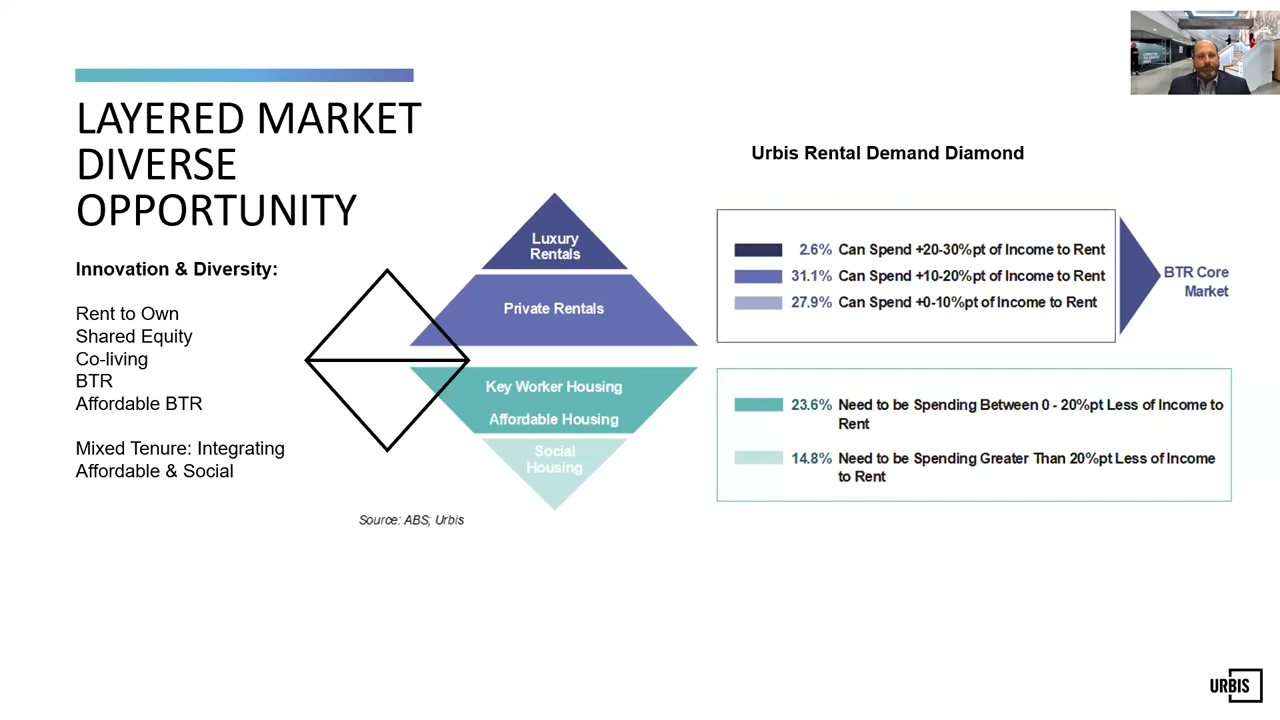 LAYERED MARKET
DIVERSE
OPPORTUNITY
Innovation & Diversity:
Rent to Own
Shared Equity
Co-living
BTR
Affordable BTR
Mixed Tenure: Integrating
Affordable & Social
Luxury
Rentals
Private Rentals
Key Worker Housing
Affordable Housing
Social
Housing
Source: ABS; Urbis
Urbis Rental Demand Diamond
2.6% Can Spend +20-30%pt of Income to Rent
31.1% Can Spend +10-20%pt of Income to Rent
27.9% Can Spend +0-10%pt of Income to Rent
BTR Core
Market
23.6% Need to be Spending Between 0 - 20%pt Less of Income to
Rent
14.8% Need to be Spending Greater Than 20%pt Less of Income
to Rent
URBIS